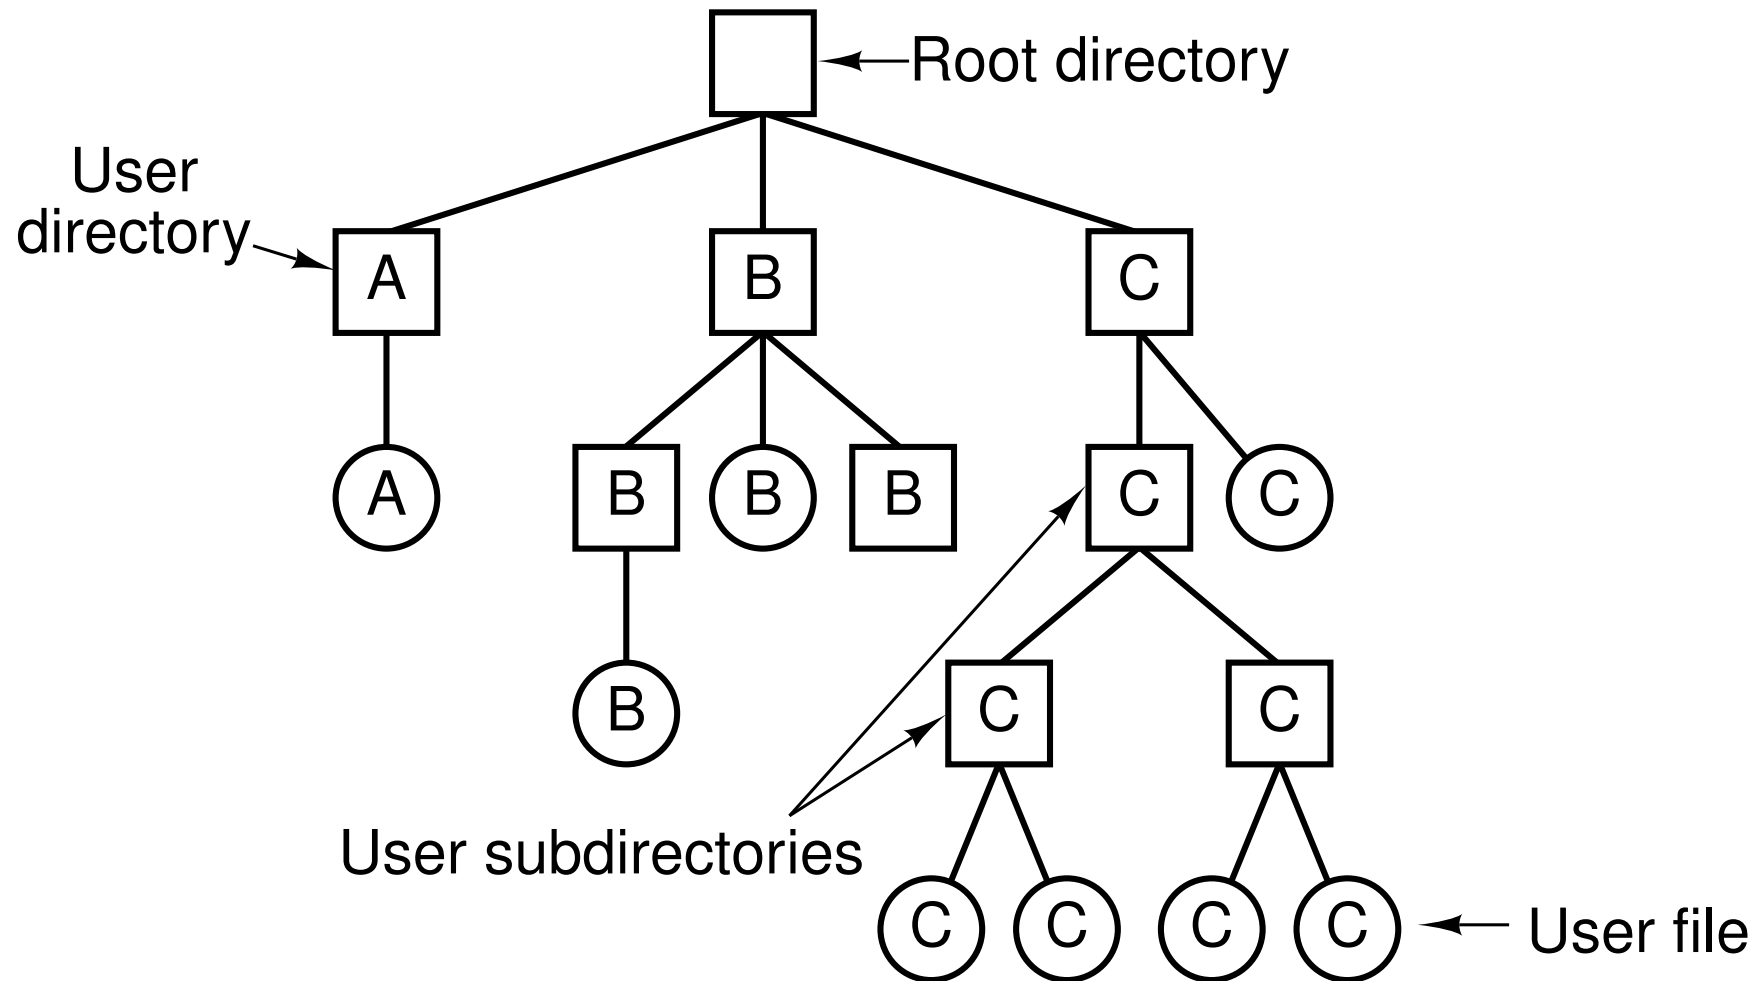 Root directory
User
directory
A B C
A B B B C C
B C C
User subdirectories
C C C C
User file